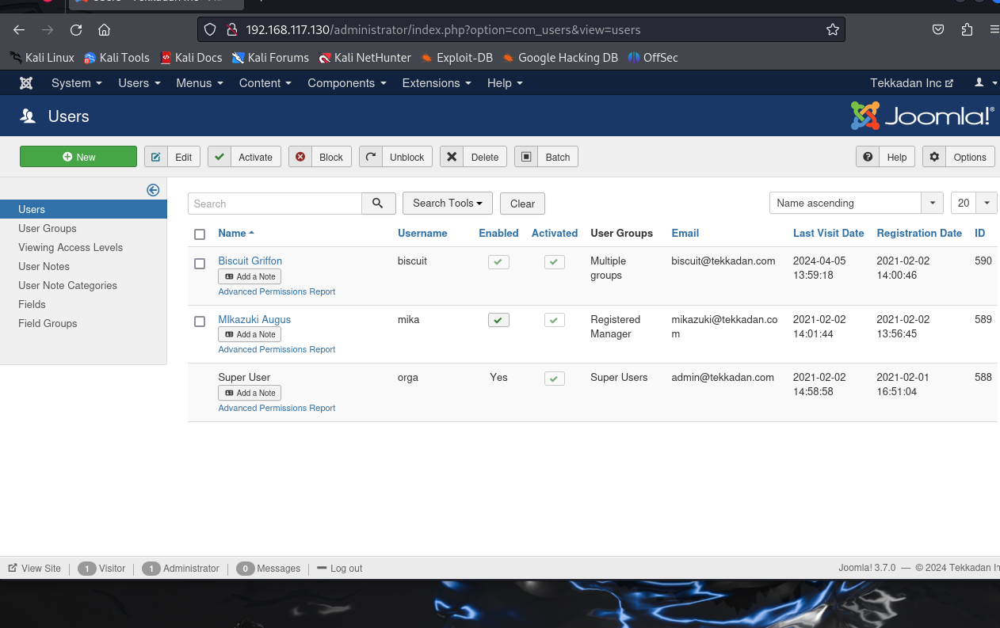 192.168.117.130/administrator/index.php?option=com_users&view=users
Kali Linux Kali Tools Kali Docs Kali Forums Kali NetHunter Exploit-DB Google Hacking DB OffSec
System Users Menus Content Components Extensions Help Tekkadan Inc
Users Joomla!®
New Edit Activate Block Unblock Delete Batch Help Options
Users
User Groups
Viewing Access Levels
User Notes
User Note Categories
Fields
Field Groups
Search Search Tools Clear Name ascending 20
Name Username Enabled Activated User Groups Email Last Visit Date Registration Date ID
Biscuit Griffon biscuit Multiple biscuit@tekkadan.com 2024-04-05 2021-02-02 590
Add a Note groups 13:59:18 14:00:46
Advanced Permissions Report
MIkazuki Augus mika Registered mikazuki@tekkadan.co 2021-02-02 2021-02-02 589
Add a Note Manager m 14:01:44 13:56:45
Advanced Permissions Report
Super User orga Yes Super Users admin@tekkadan.com 2021-02-02 2021-02-01 588
Add a Note 14:58:58 16:51:04
Advanced Permissions Report
View Site 1 Visitor 1 Administrator 0 Messages Log out Joomla! 3.7.0 — © 2024 Tekkadan In